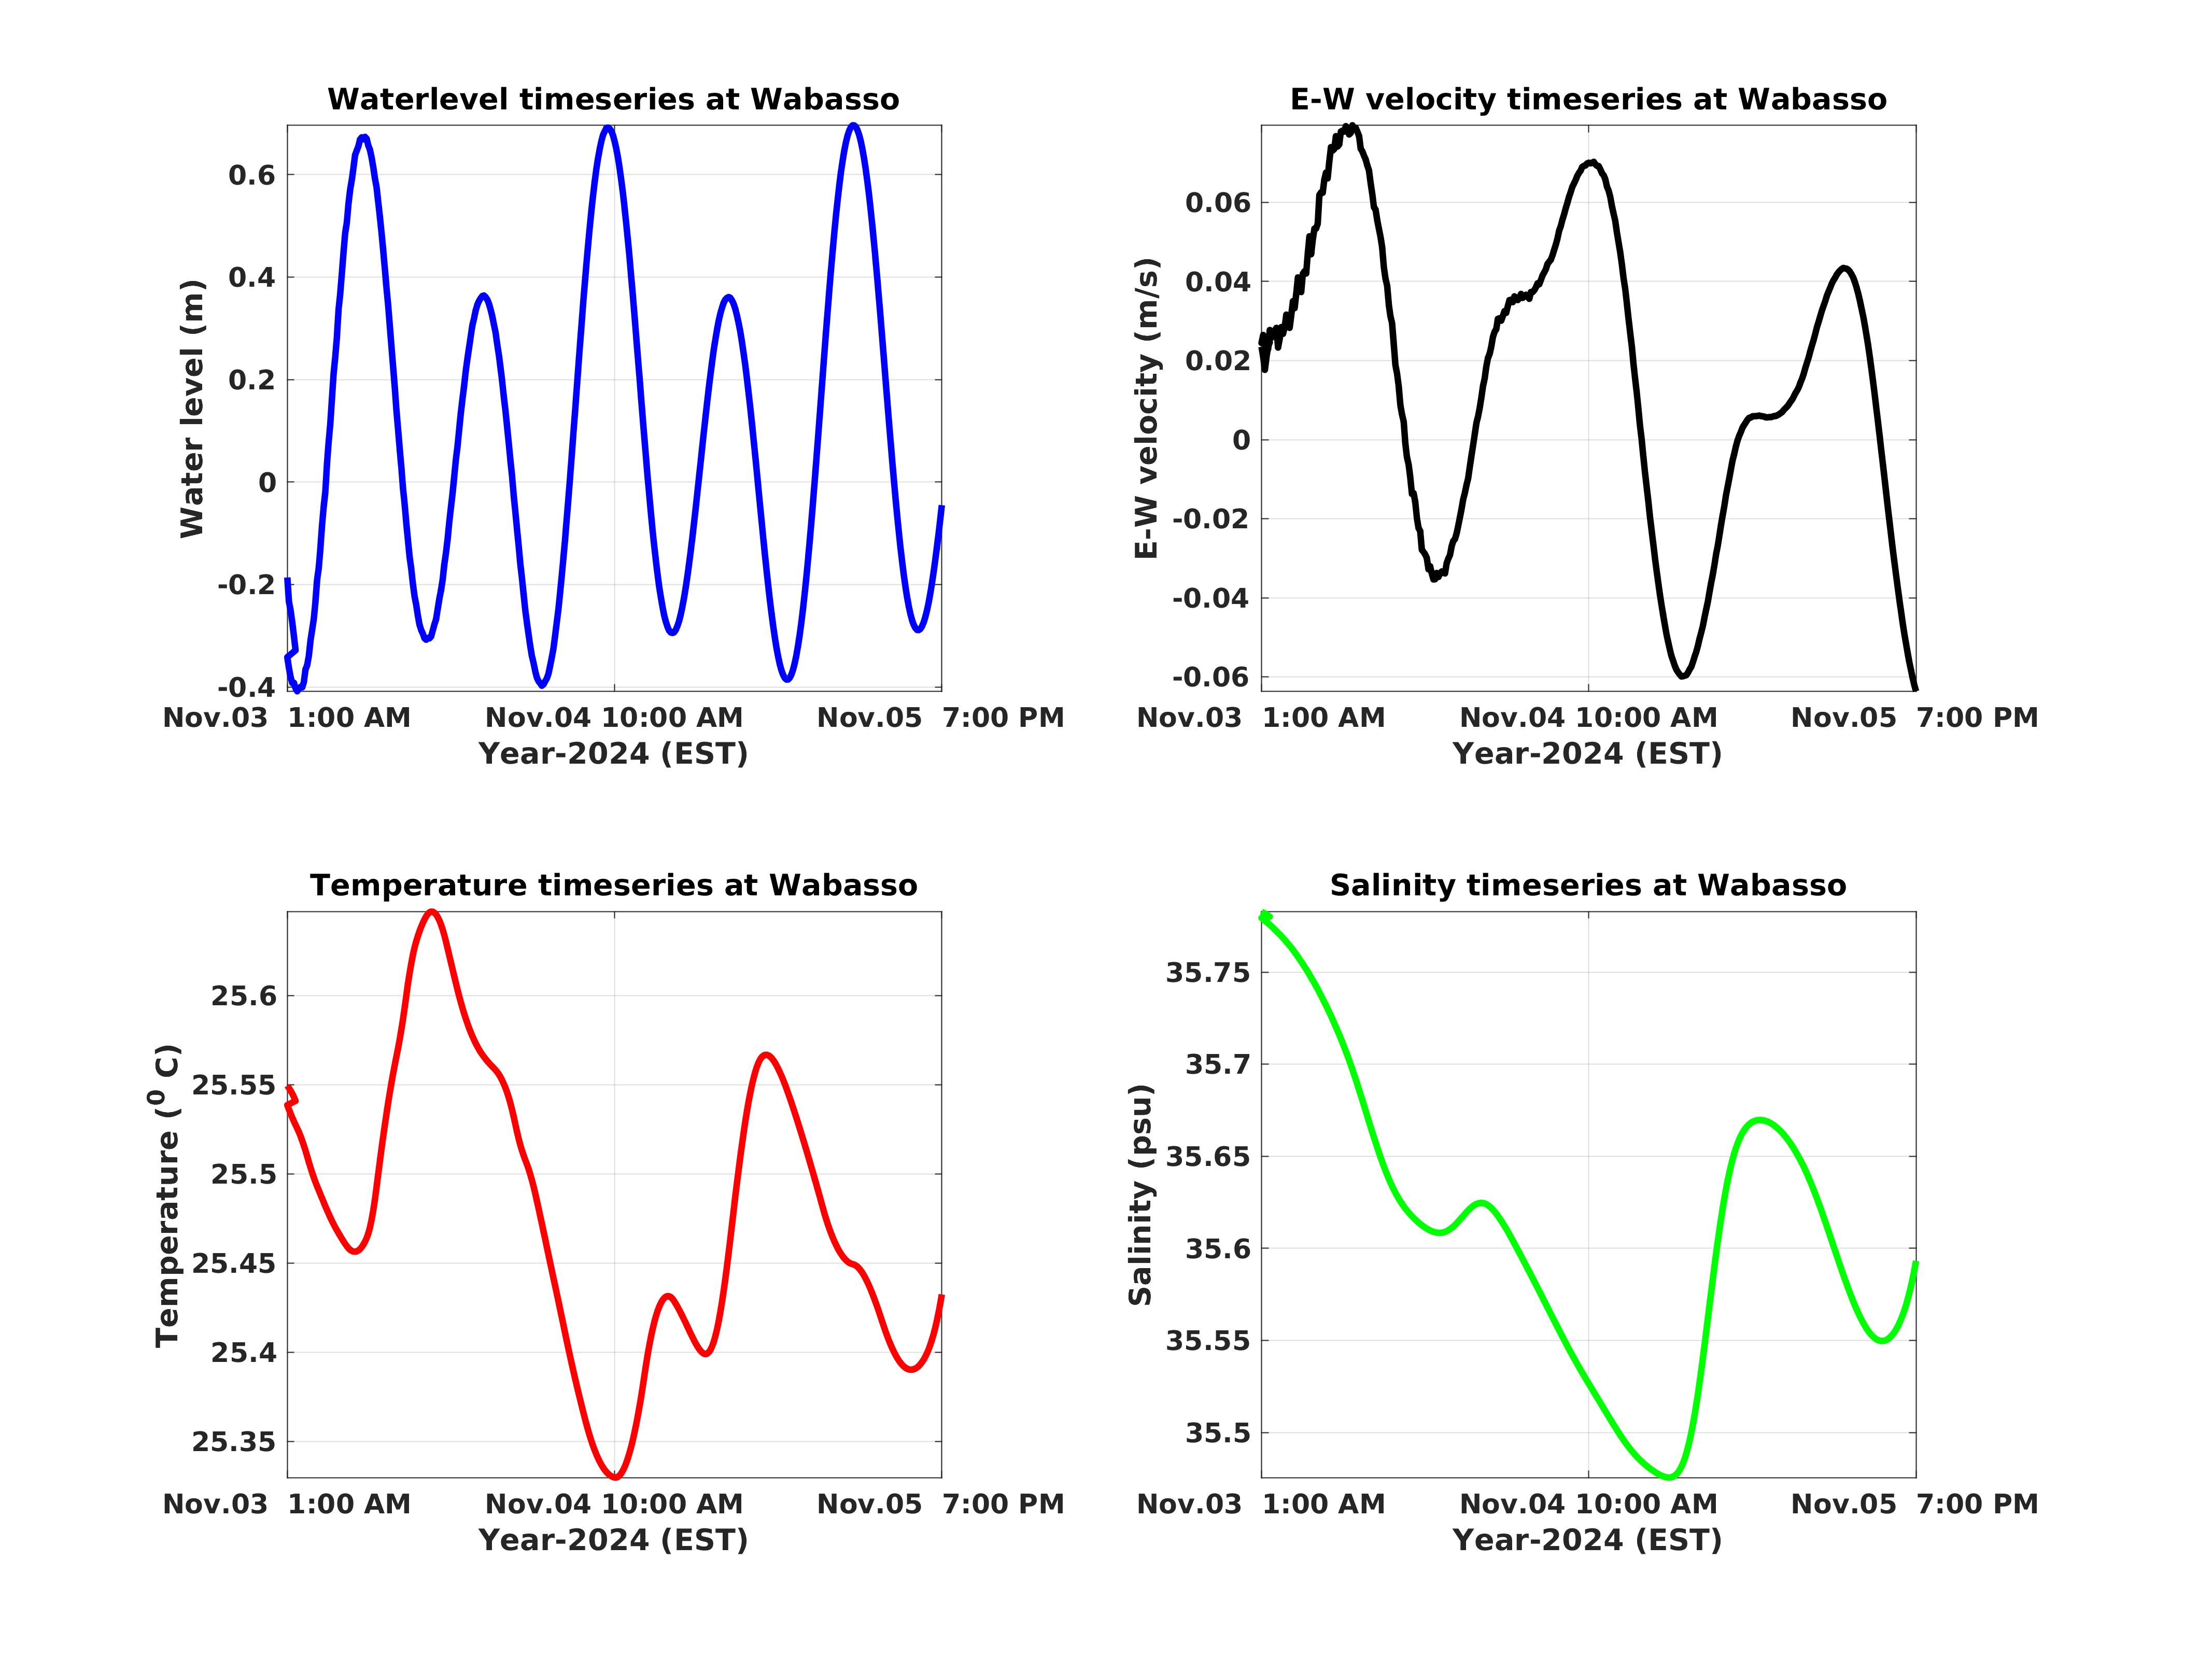 Waterlevel timeseries at Wabasso
0.6
0.4
0.2
0
-0.2
-0.4
Water level (m)
Nov.03  1:00 AM
Nov.04 10:00 AM
Nov.05  7:00 PM
Year-2024 (EST)
E-W velocity timeseries at Wabasso
0.06
0.04
0.02
0
-0.02
-0.04
-0.06
E-W velocity (m/s)
Nov.03  1:00 AM
Nov.04 10:00 AM
Nov.05  7:00 PM
Year-2024 (EST)
Temperature timeseries at Wabasso
25.6
25.55
25.5
25.45
25.4
25.35
Temperature (⁰ C)
Nov.03  1:00 AM
Nov.04 10:00 AM
Nov.05  7:00 PM
Year-2024 (EST)
Salinity timeseries at Wabasso
35.75
35.7
35.65
35.6
35.55
35.5
Salinity (psu)
Nov.03  1:00 AM
Nov.04 10:00 AM
Nov.05  7:00 PM
Year-2024 (EST)